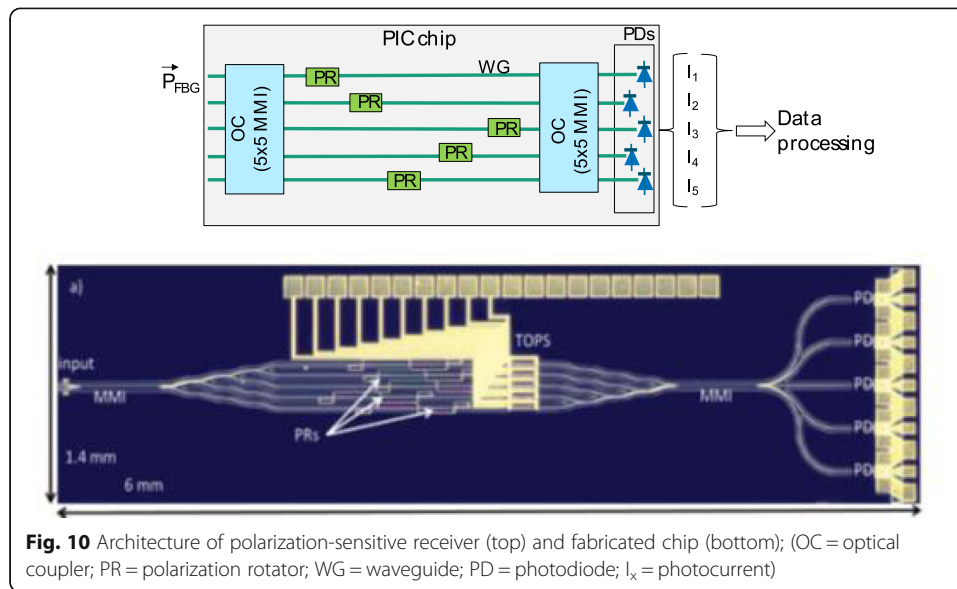 PIC chip
PDs
P_FBG
OC
(5x5 MMI)
PR
PR
PR
PR
PR
WG
OC
(5x5 MMI)
I1
I2
I3
I4
I5
Data
processing
a)
input
MMI
PRs
TOPS
MMI
PD
PD
PD
PD
PD
1.4 mm
6 mm
Fig. 10 Architecture of polarization-sensitive receiver (top) and fabricated chip (bottom); (OC = optical
coupler; PR = polarization rotator; WG = waveguide; PD = photodiode; Ix = photocurrent)